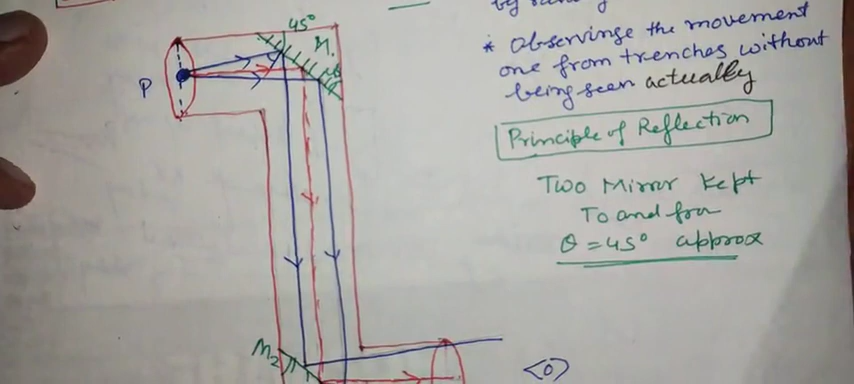 45°
M₁
P
* observinge the movement
one from trenches without
being seen actually
Principle of Reflection
Two Mirror Kept
To and fro
θ = 45° approx
M₂